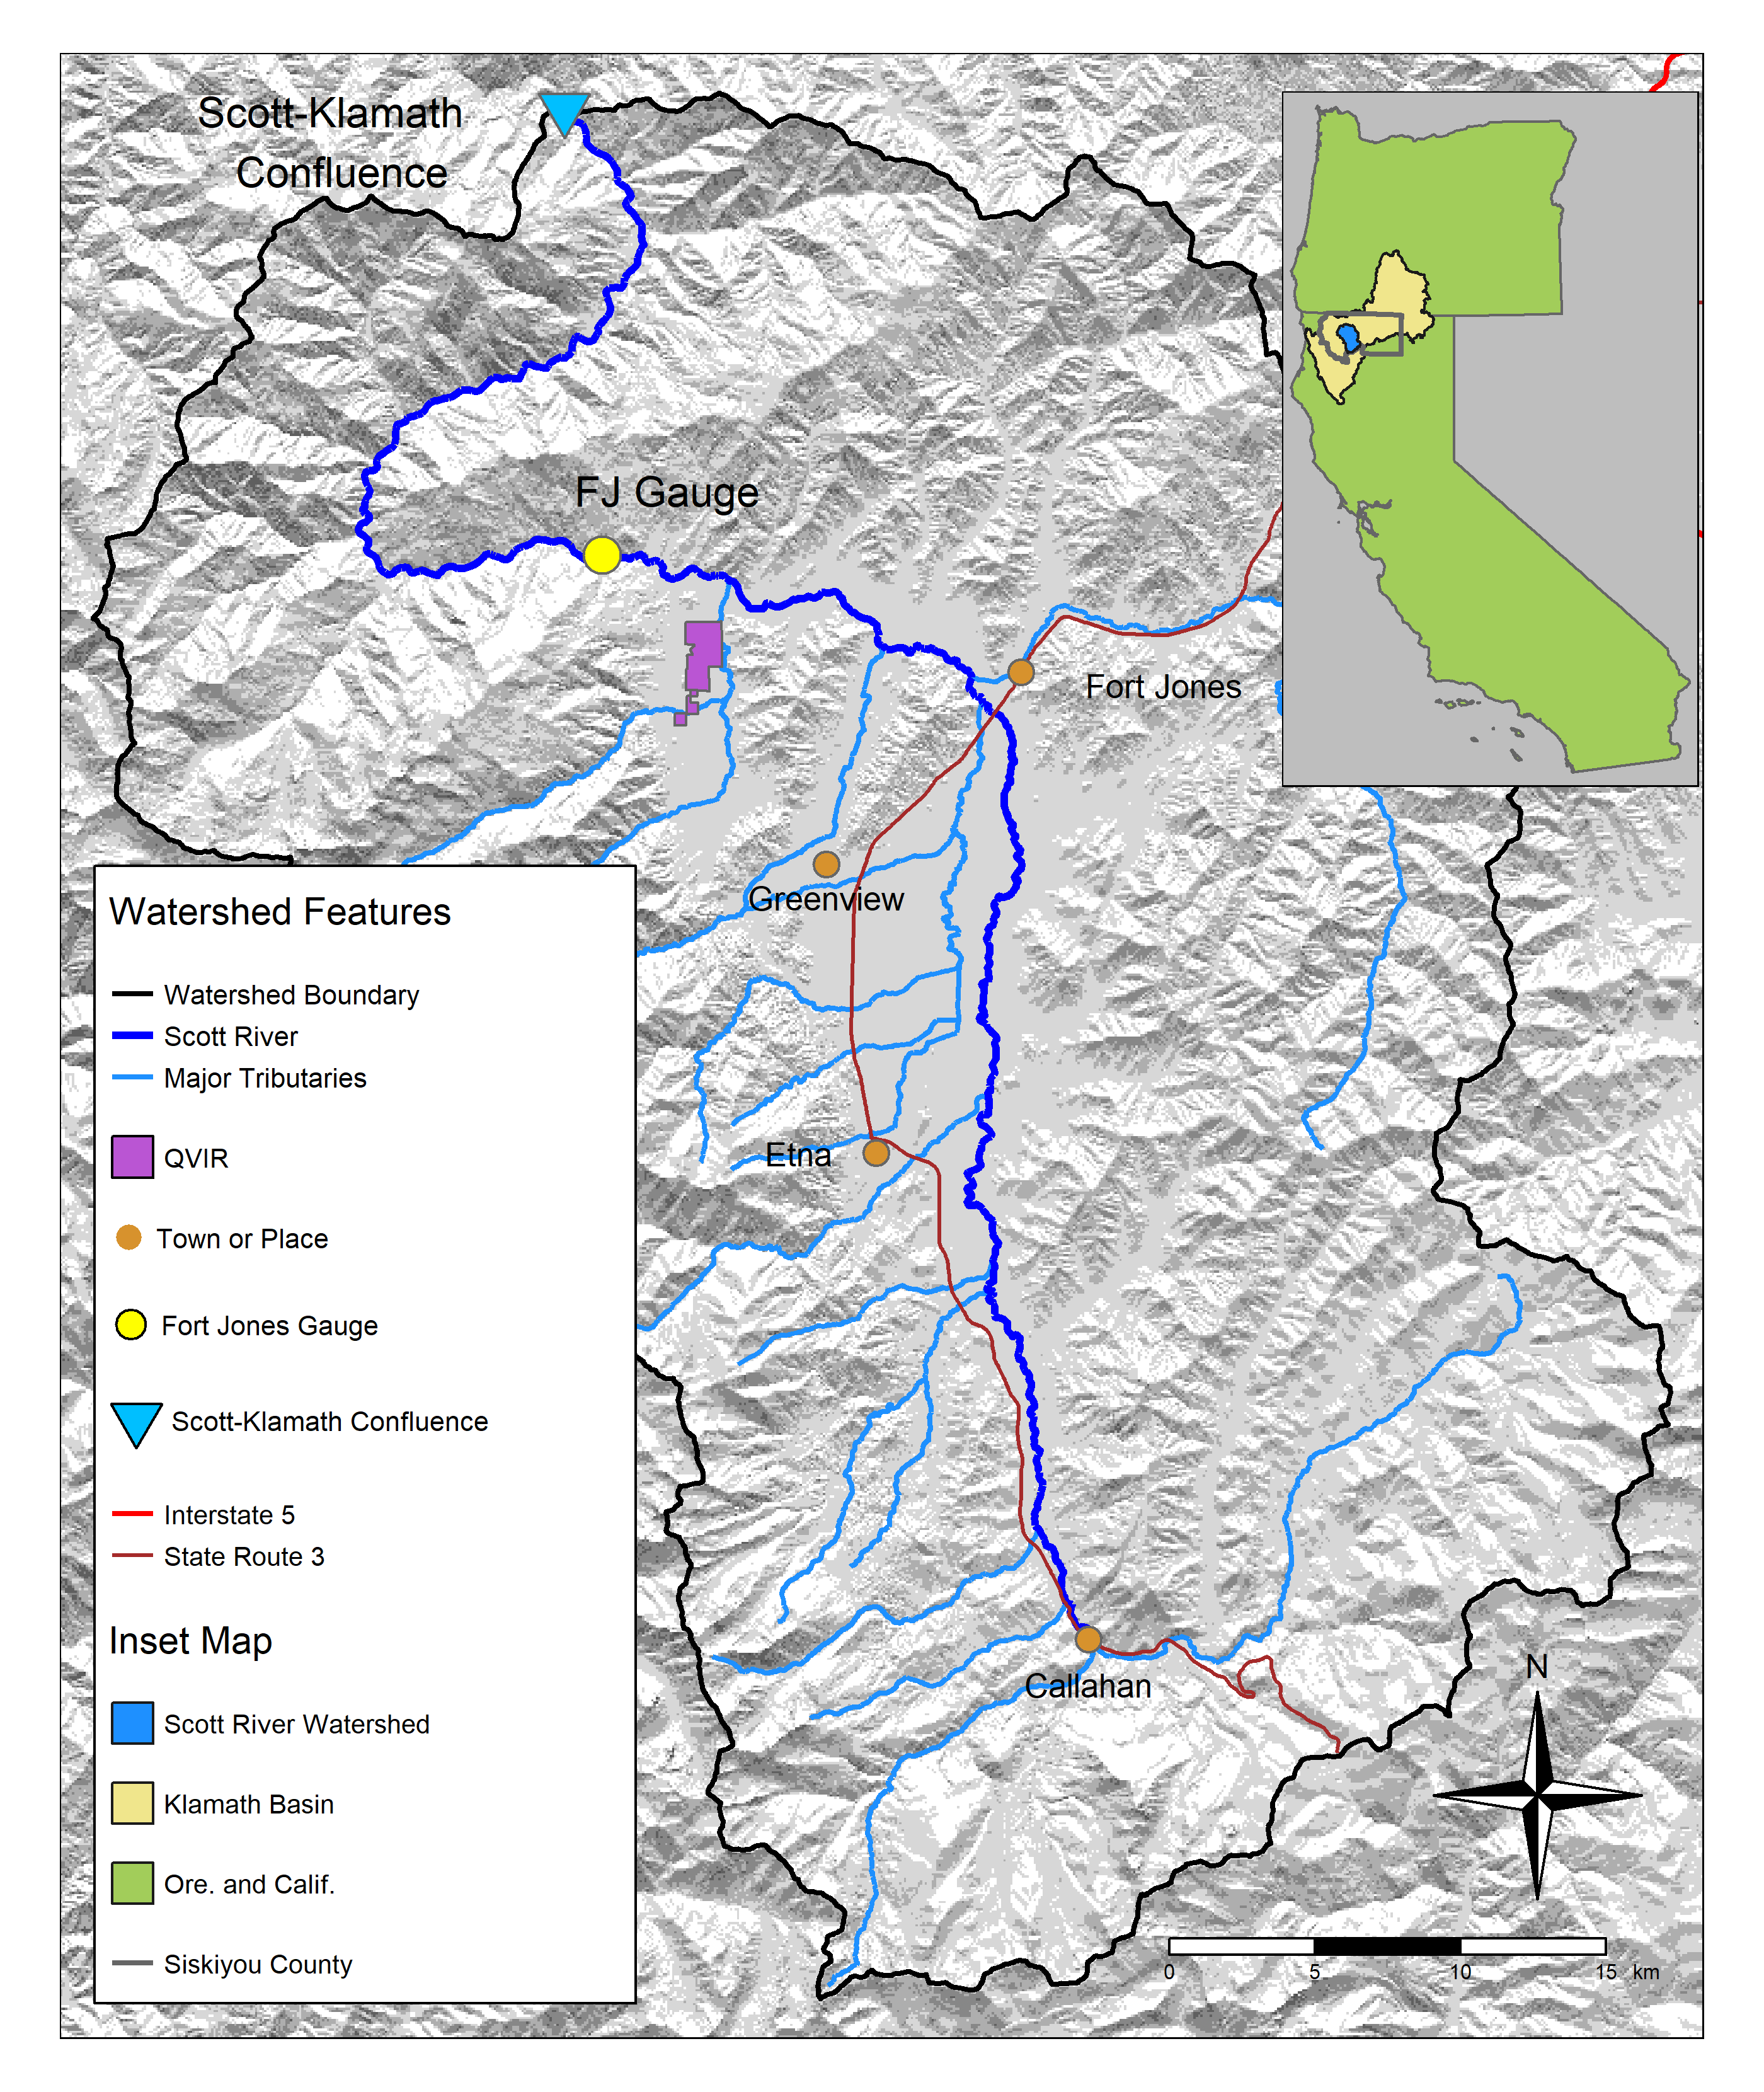 Scott-Klamath
Confluence
FJ Gauge
Fort Jones
Greenview
Etna
Callahan
Watershed Features
Watershed Boundary
Scott River
Major Tributaries
QVIR
Town or Place
Fort Jones Gauge
Scott-Klamath Confluence
Interstate 5
State Route 3
Inset Map
Scott River Watershed
Klamath Basin
Ore. and Calif.
Siskiyou County
N
0 5 10 15 km